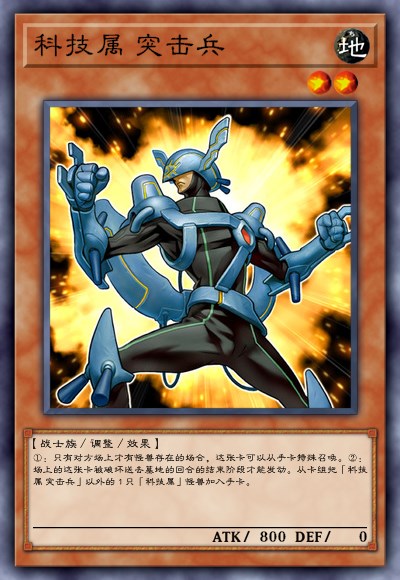 科技属 突击兵
地
【战士族／调整／效果】
①：只有对方场上才有怪兽存在的场合，这张卡可以从手卡特殊召唤。②：
场上的这张卡被破坏送去墓地的回合的结束阶段才能发动。从卡组把「科技
属 突击兵」以外的１只「科技属」怪兽加入手卡。
ATK/ 800 DEF/ 0